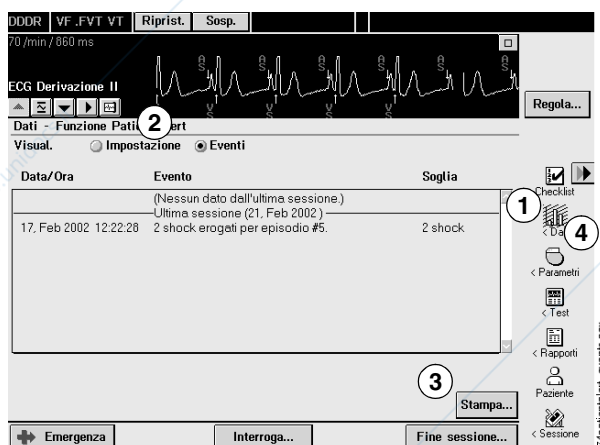 DDDR VF .FVT VT Riprist. Sosp.
70 /min / 860 ms
A S A S A S A S A S
ECG Derivazione II
V S V S V S V S
Regola...
2
Dati - Funzione
Visual. Impostazione Eventi
Data/Ora Evento Soglia
(Nessun dato dall'ultima sessione.)
Ultima sessione (21, Feb 2002 )
17, Feb 2002 12:22:28 2 shock erogati per episodio #5. 2 shock
Checklist
1
4
< Parametri
< Test
< Rapporti
3
Paziente
Stampa...
Emergenza Interroga... Fine sessione...
< Sessione